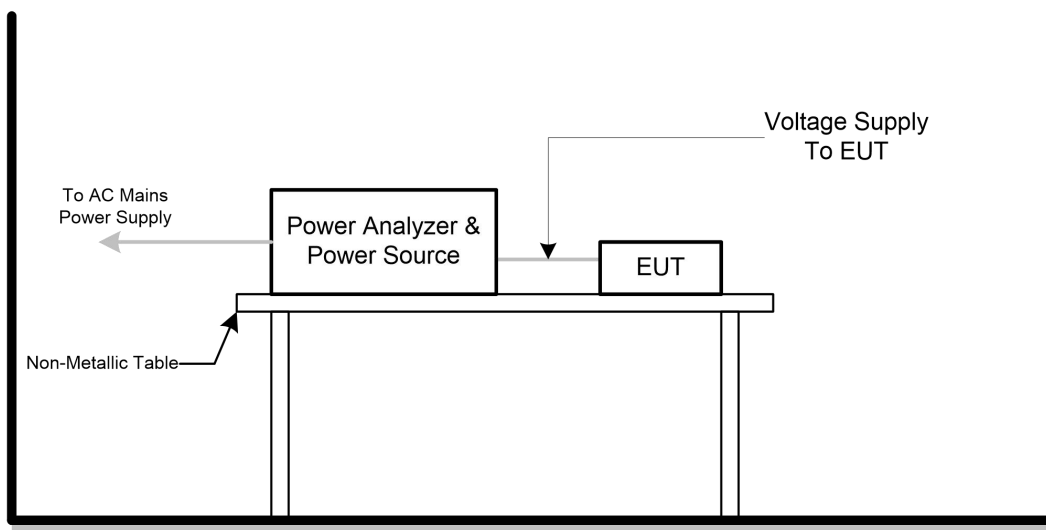 Voltage Supply
To EUT
To AC Mains
Power Supply
Power Analyzer &
Power Source
EUT
Non-Metallic Table